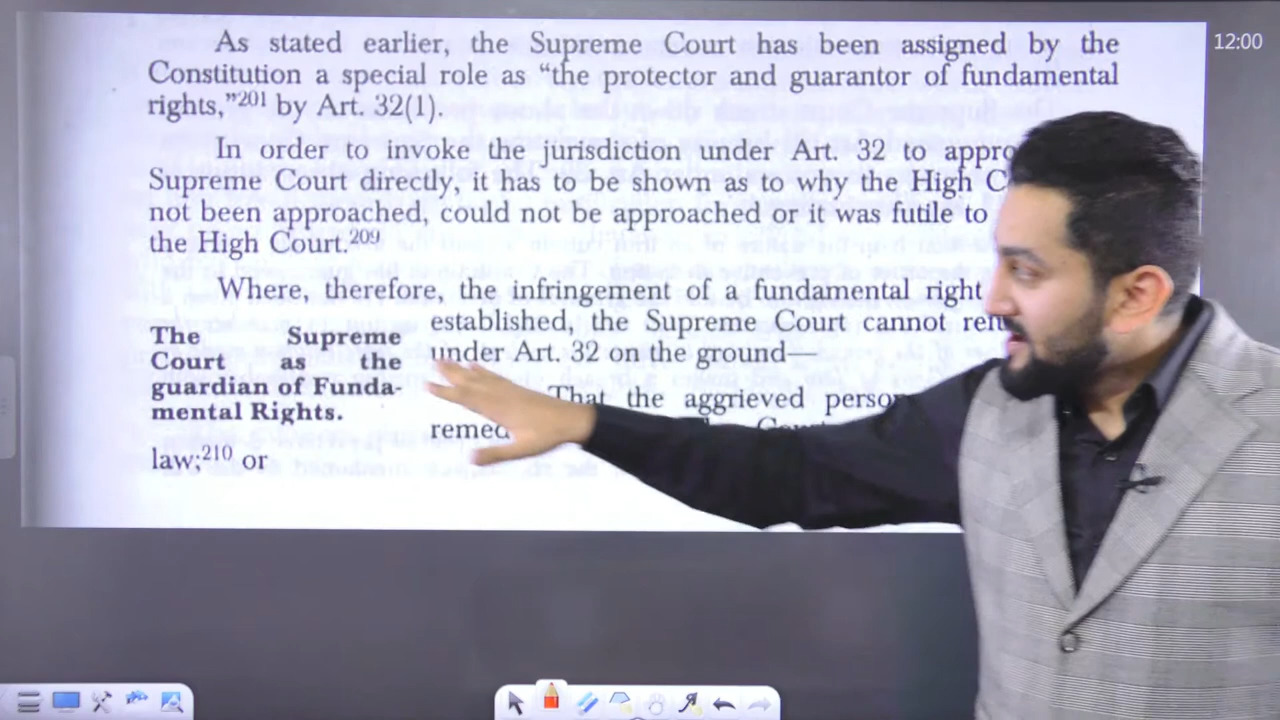 12:00
As stated earlier, the Supreme Court has been assigned by the
Constitution a special role as “the protector and guarantor of fundamental
rights,”201 by Art. 32(1).
In order to invoke the jurisdiction under Art. 32 to appro
Supreme Court directly, it has to be shown as to why the High C
not been approached, could not be approached or it was futile to
the High Court.209
Where, therefore, the infringement of a fundamental right
established, the Supreme Court cannot refu
under Art. 32 on the ground—
The Supreme
Court as the
guardian of Funda-
mental Rights.
That the aggrieved person
remed
law;210 or